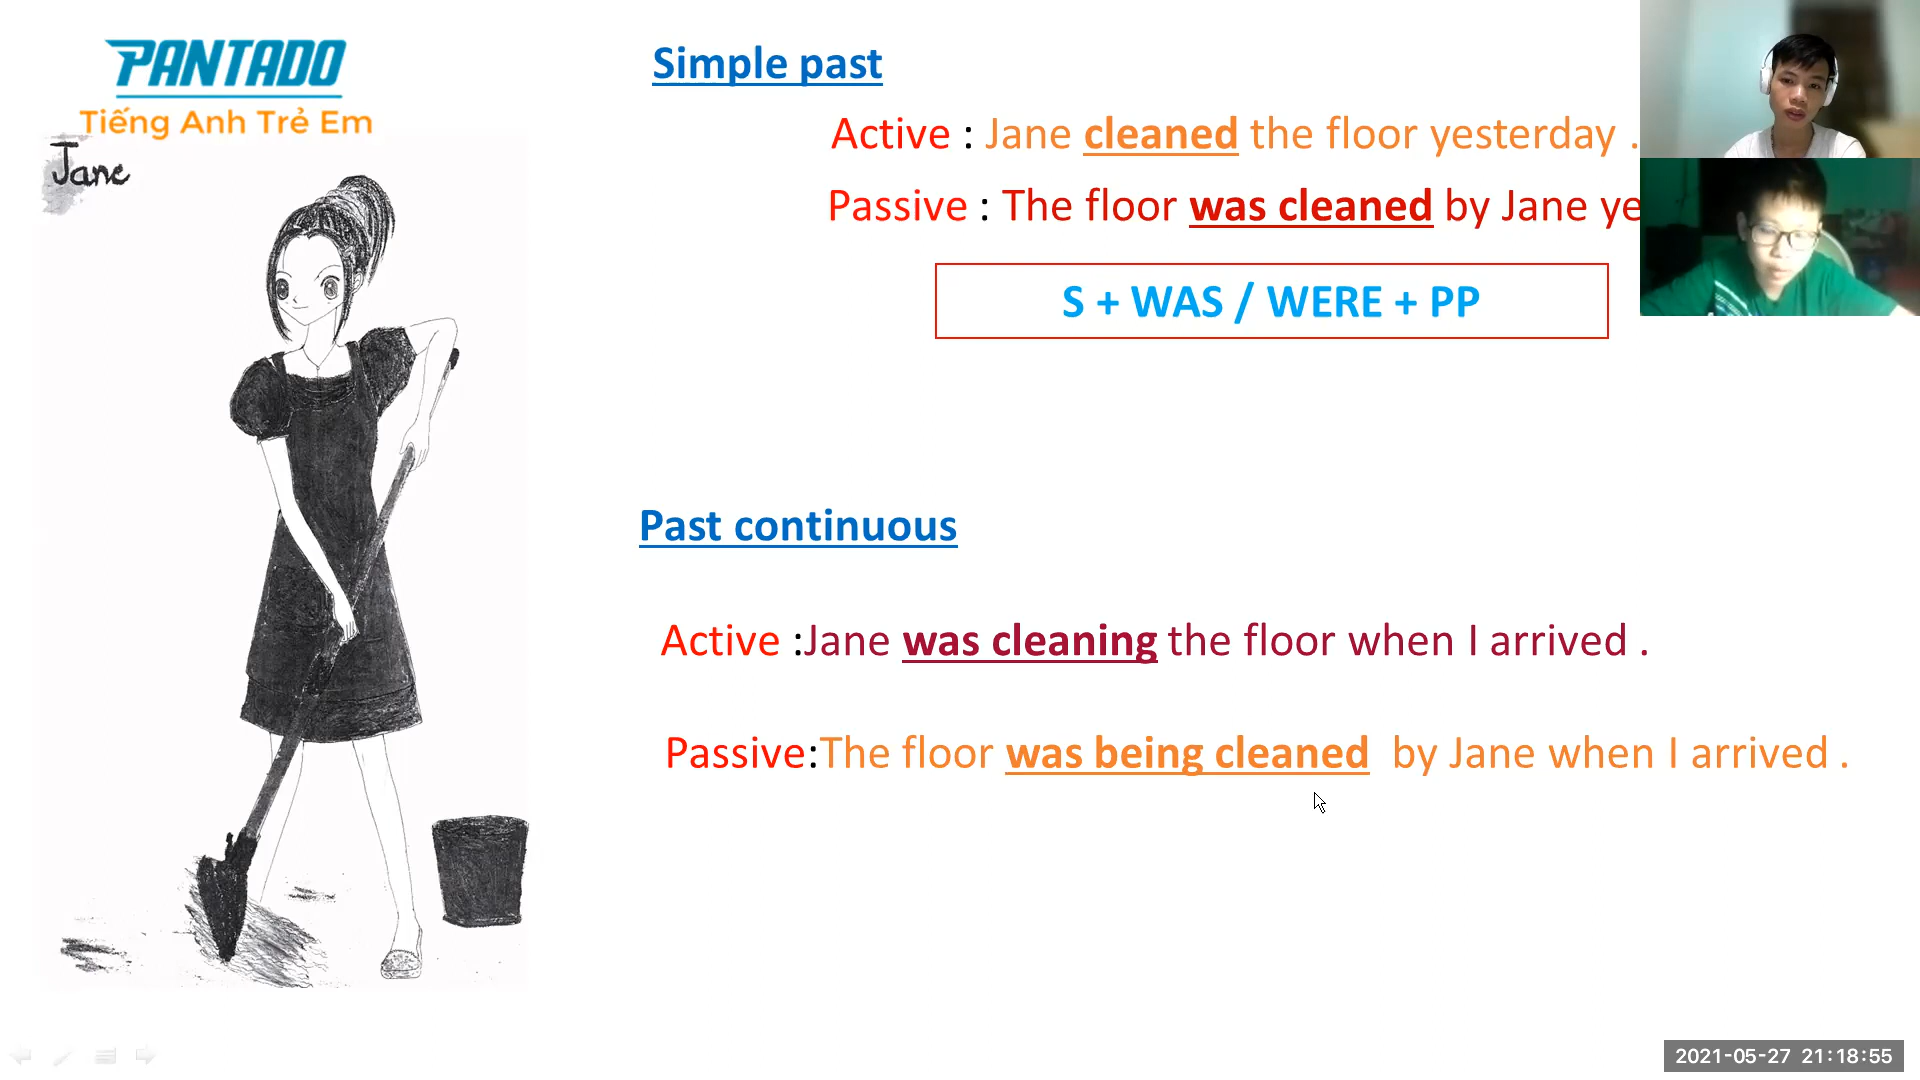 PANTADO
Tiếng Anh Trẻ Em
Jane
Simple past
Active : Jane cleaned the floor yesterday .
Passive : The floor was cleaned by Jane ye
S + WAS / WERE + PP
Past continuous
Active :Jane was cleaning the floor when I arrived .
Passive:The floor was being cleaned by Jane when I arrived .
2021-05-27 21:18:55